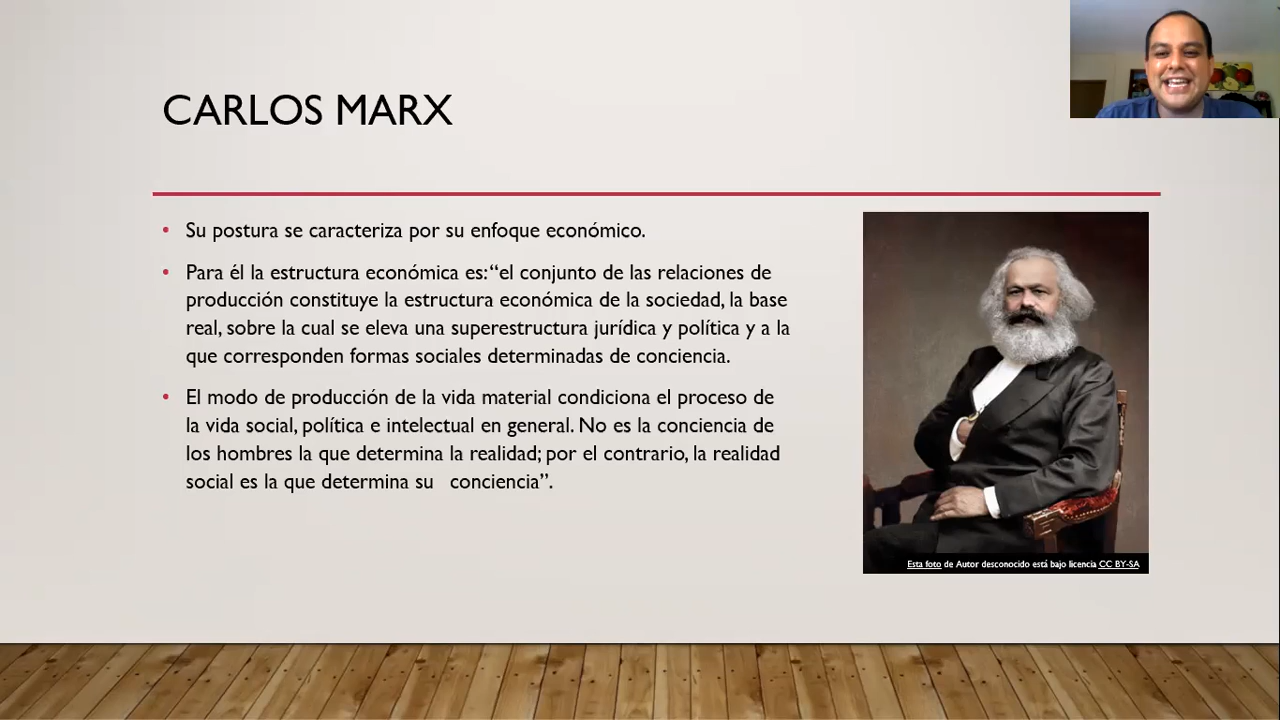 CARLOS MARX
• Su postura se caracteriza por su enfoque económico.
• Para él la estructura económica es:“el conjunto de las relaciones de
producción constituye la estructura económica de la sociedad, la base
real, sobre la cual se eleva una superestructura jurídica y política y a la
que corresponden formas sociales determinadas de conciencia.
• El modo de producción de la vida material condiciona el proceso de
la vida social, política e intelectual en general. No es la conciencia de
los hombres la que determina la realidad; por el contrario, la realidad
social es la que determina su   conciencia”.
Esta foto de Autor desconocido está bajo licencia CC BY-SA